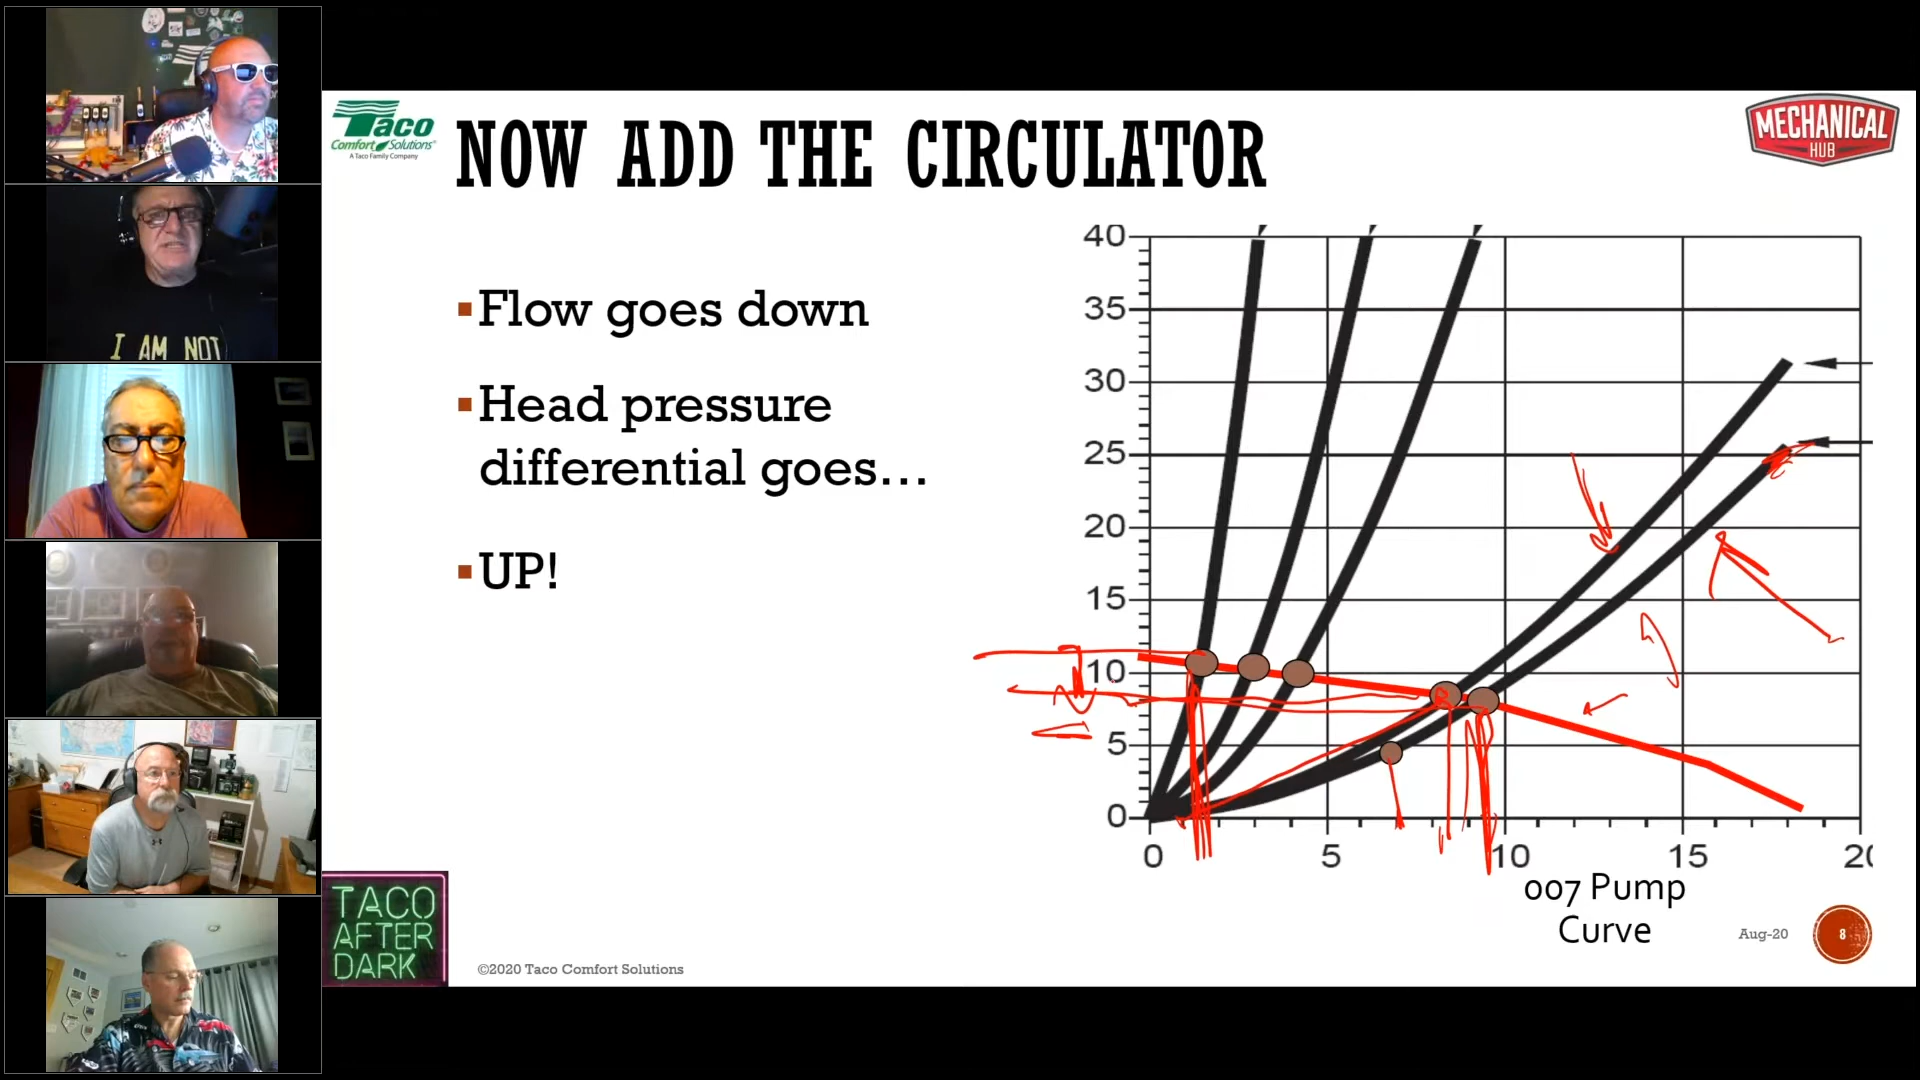 I AM NOT
Taco
Comfort Solutions®
A Taco Family Company
NOW ADD THE CIRCULATOR
MECHANICAL
HUB
Flow goes down
Head pressure
differential goes...
UP!
40
35
30
25
20
15
10
5
0
0 5 10 15 20
007 Pump
Curve
TACO
AFTER
DARK
©2020 Taco Comfort Solutions
Aug-20
8